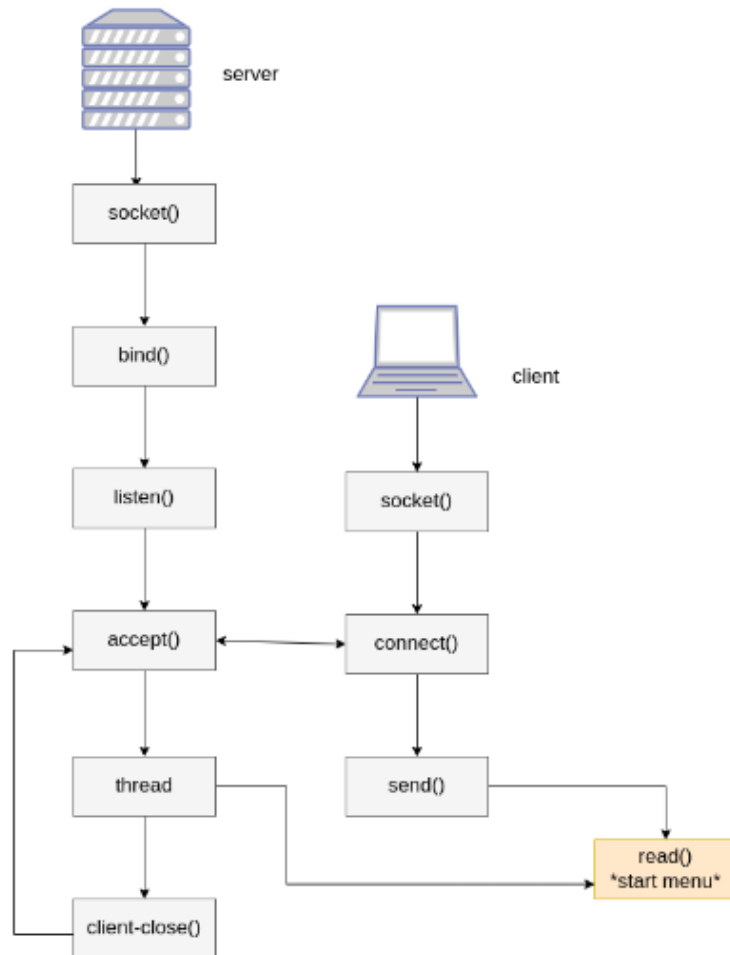 server
socket()
bind()
client
listen()
socket()
accept()
connect()
thread
send()
read()
*start menu*
client-close()